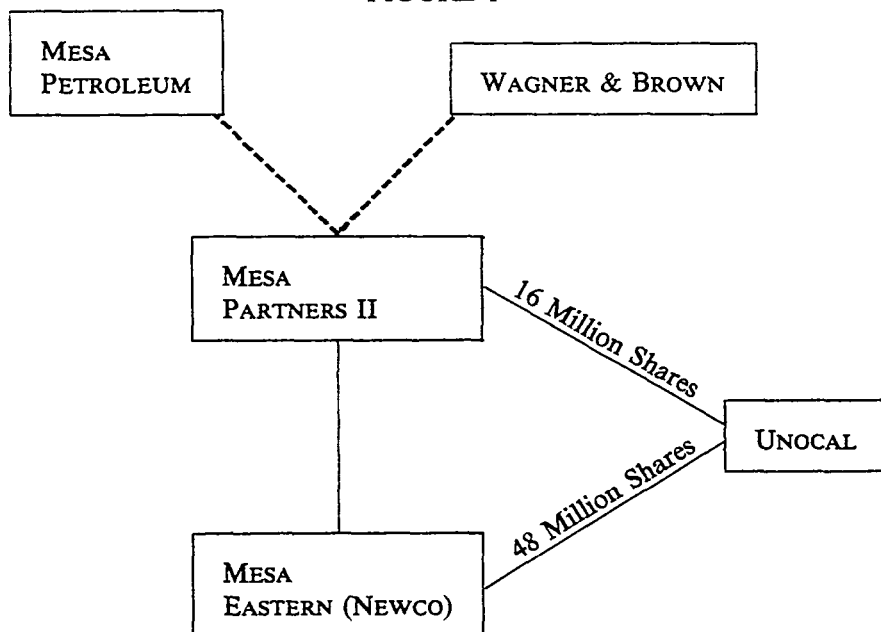 MESA
PETROLEUM
WAGNER & BROWN
MESA
PARTNERS II
16 Million Shares
UNOCAL
48 Million Shares
MESA
EASTERN (NEWCO)